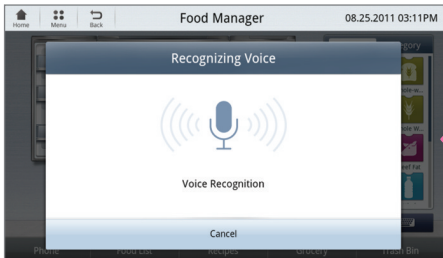 Home Menu Back Food Manager 08.25.2011 03:11PM
Recognizing Voice
Voice Recognition
Cancel
Phone Food List Recipes Grocery Trash Bin